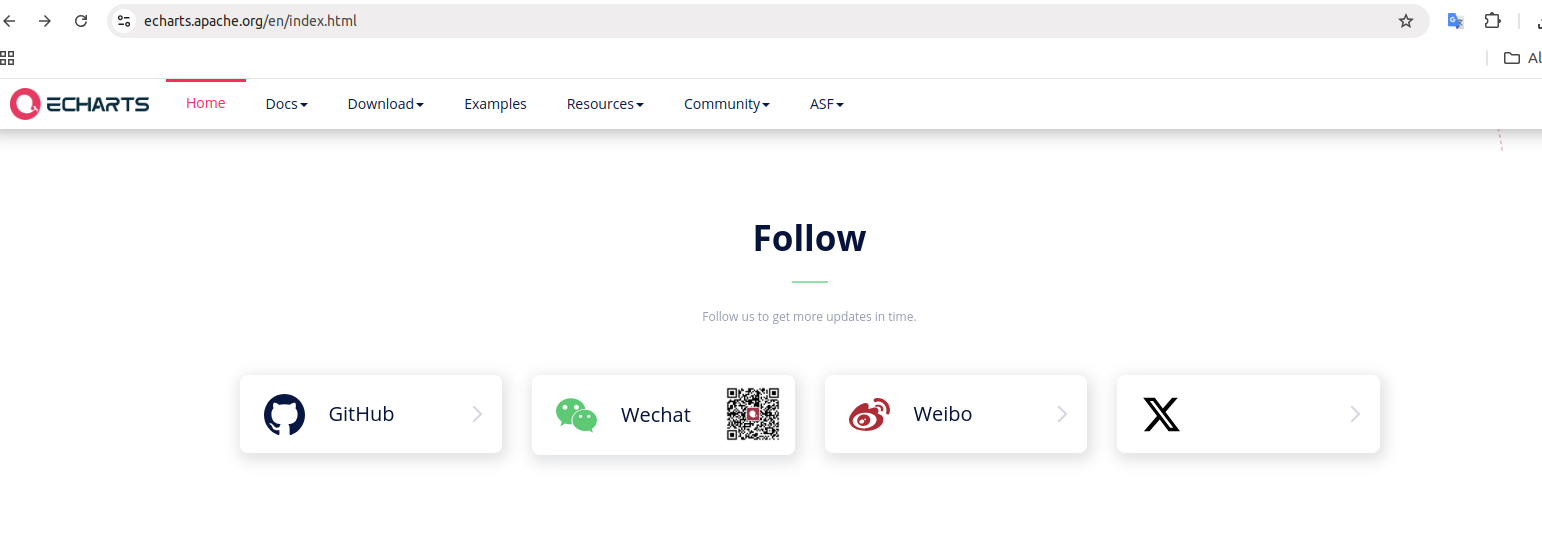 echarts.apache.org/en/index.html
Al
ECHARTS Home Docs Download Examples Resources Community ASF
Follow
Follow us to get more updates in time.
GitHub Wechat Weibo